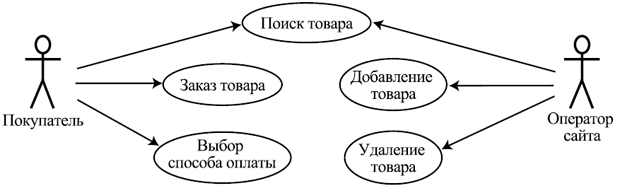 Поиск товара
Заказ товара
Добавление
товара
Покупатель
Оператор
сайта
Выбор
способа оплаты
Удаление
товара